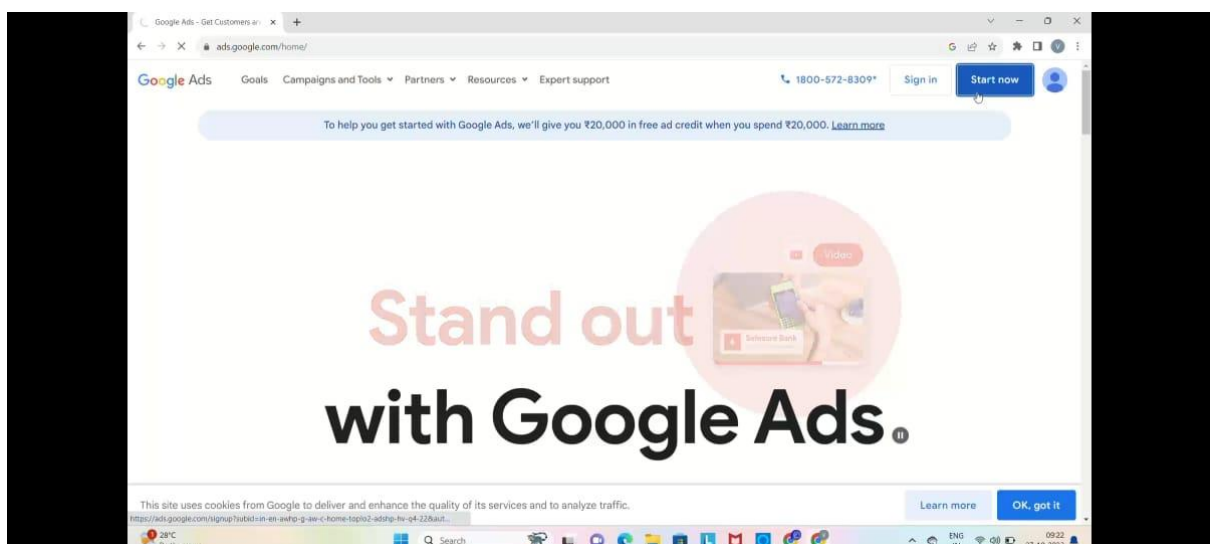 Google Ads - Get Customers an
ads.google.com/home/
Google Ads Goals Campaigns and Tools Partners Resources Expert support 1800-572-8309* Sign in Start now
To help you get started with Google Ads, we'll give you ₹20,000 in free ad credit when you spend ₹20,000. Learn more
Video
Stand out
with Google Ads.
This site uses cookies from Google to deliver and enhance the quality of its services and to analyze traffic. Learn more OK, got it
28°C Search ENG 09:22